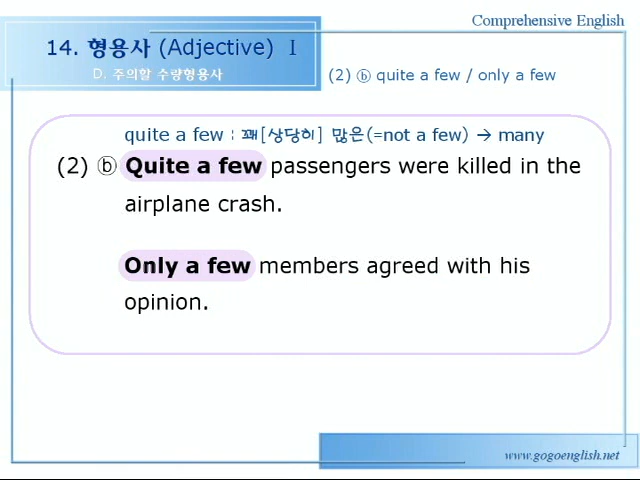 Comprehensive English
14. 형용사 (Adjective) Ⅰ
D. 주의할 수량형용사
(2) ⓑ quite a few / only a few
quite a few : 꽤[상당히] 많은(=not a few) → many
(2) ⓑ Quite a few passengers were killed in the
airplane crash.
Only a few members agreed with his
opinion.
www.gogoenglish.net